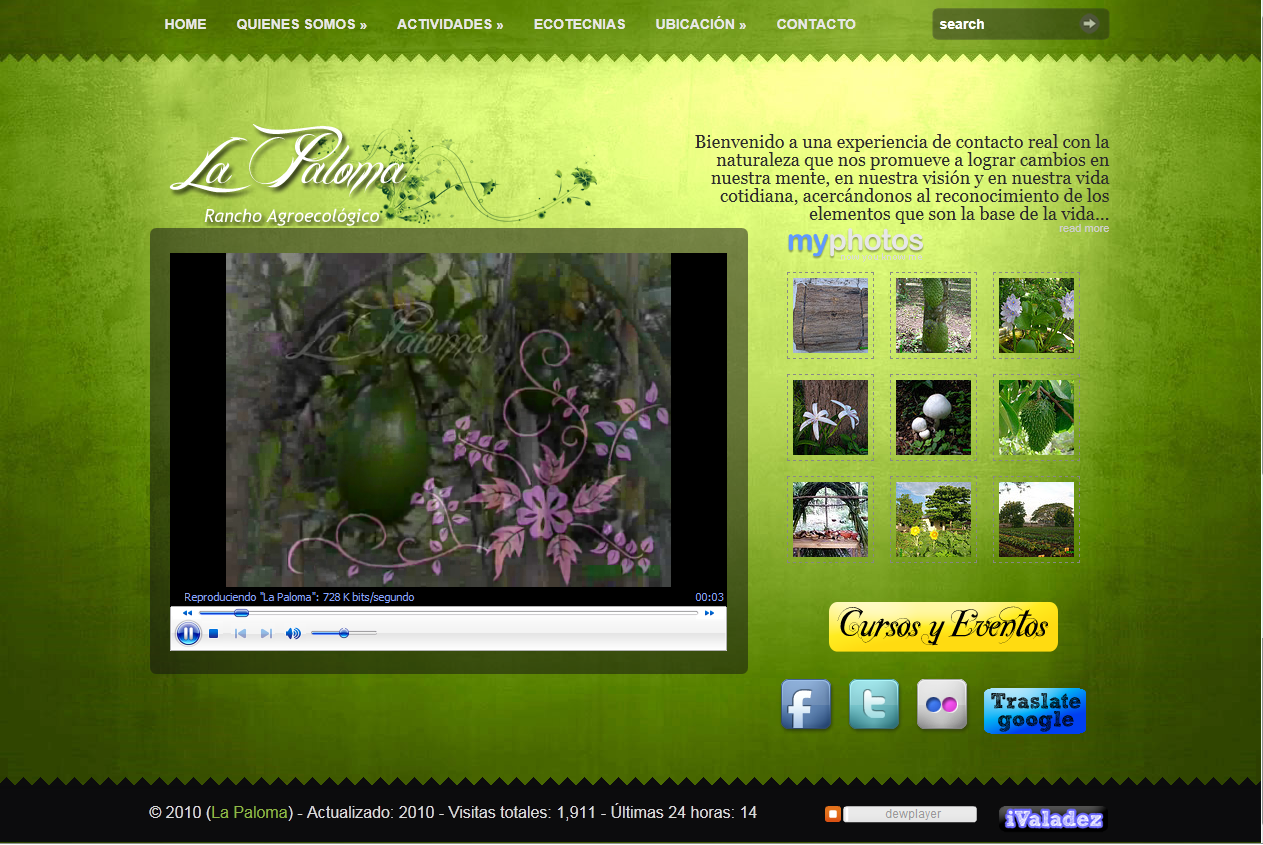 HOME QUIENES SOMOS » ACTIVIDADES » ECOTECNIAS UBICACIÓN » CONTACTO search
La Paloma
Rancho Agroecológico
Bienvenido a una experiencia de contacto real con la
naturaleza que nos promueve a lograr cambios en
nuestra mente, en nuestra visión y en nuestra vida
cotidiana, acercándonos al reconocimiento de los
elementos que son la base de la vida...
read more
myphotos
La Paloma
Reproduciendo "La Paloma": 728 K bits/segundo 00:03
Cursos y Eventos
f t
Traslate
google
© 2010 (La Paloma) - Actualizado: 2010 - Visitas totales: 1,911 - Últimas 24 horas: 14
dewplayer
iValadez